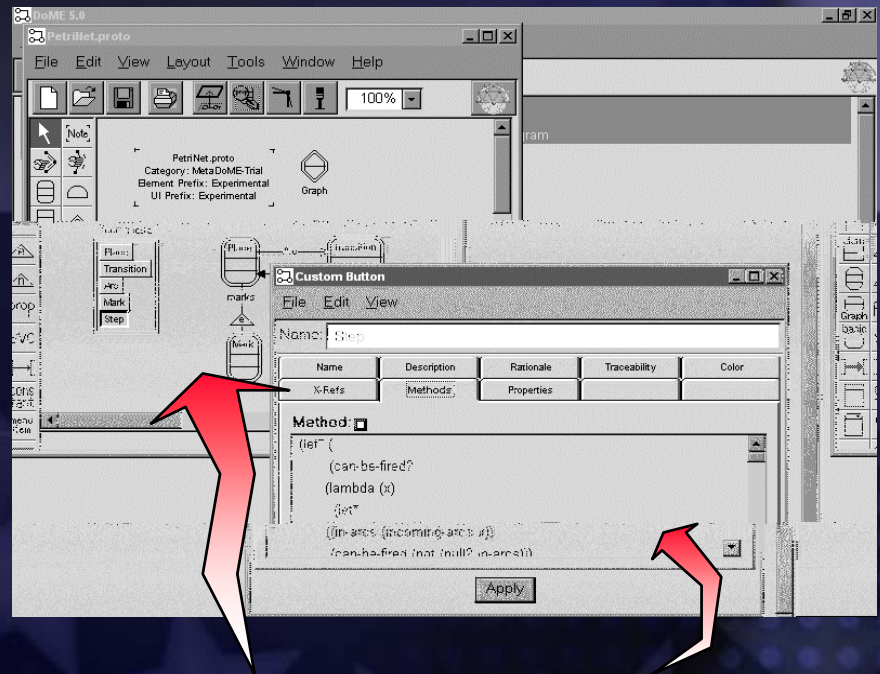 DoME 5.0
PetriNet.proto
File Edit View Layout Tools Window Help
100%
[Note]
gram
PetriNet.proto
Category: MetaDoME-Trial
Element Prefix: Experimental
UI Prefix: Experimental
Graph
Place
Transition
Arc
Mark
Step
Place
Transition
marks
Mark
prop
Graph
basic
Custom Button
File Edit View
Name: Step
Name Description Rationale Traceability Color
X-Refs Methods Properties
Method:
(let* (
(can-be-fired?
(lambda (x)
(let*
((in-arcs (incoming-arcs x))
(can-be-fired (not (null? in-arcs)))
Apply